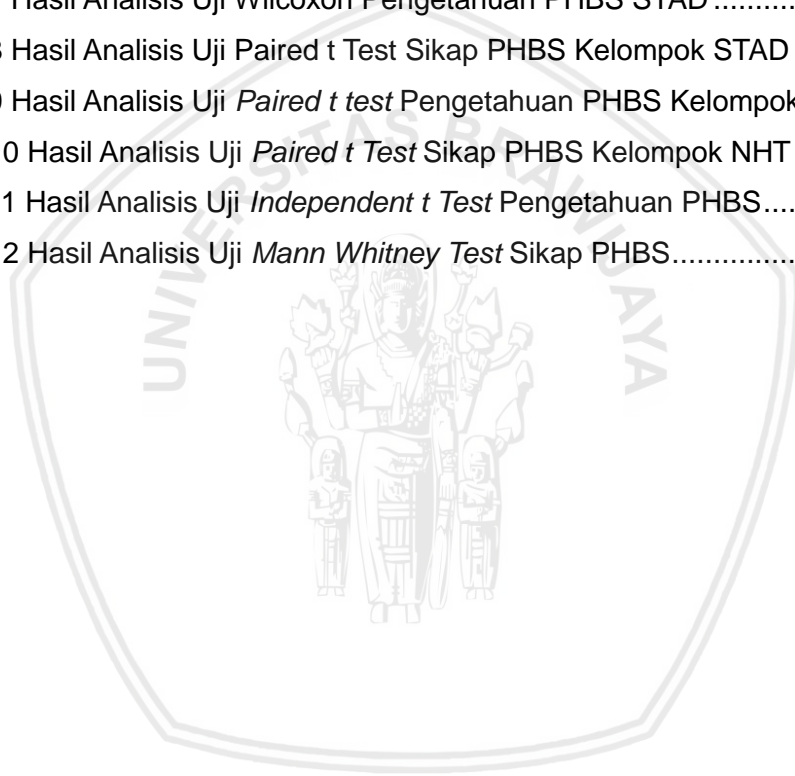 Hasil Analisis Uji Wilcoxon Pengetahuan PHBS STAD..........
Hasil Analisis Uji Paired t Test Sikap PHBS Kelompok STAD
Hasil Analisis Uji Paired t test Pengetahuan PHBS Kelompok
0 Hasil Analisis Uji Paired t Test Sikap PHBS Kelompok NHT
1 Hasil Analisis Uji Independent t Test Pengetahuan PHBS....
2 Hasil Analisis Uji Mann Whitney Test Sikap PHBS...............
UNIVERSITAS BRAWIJAYA